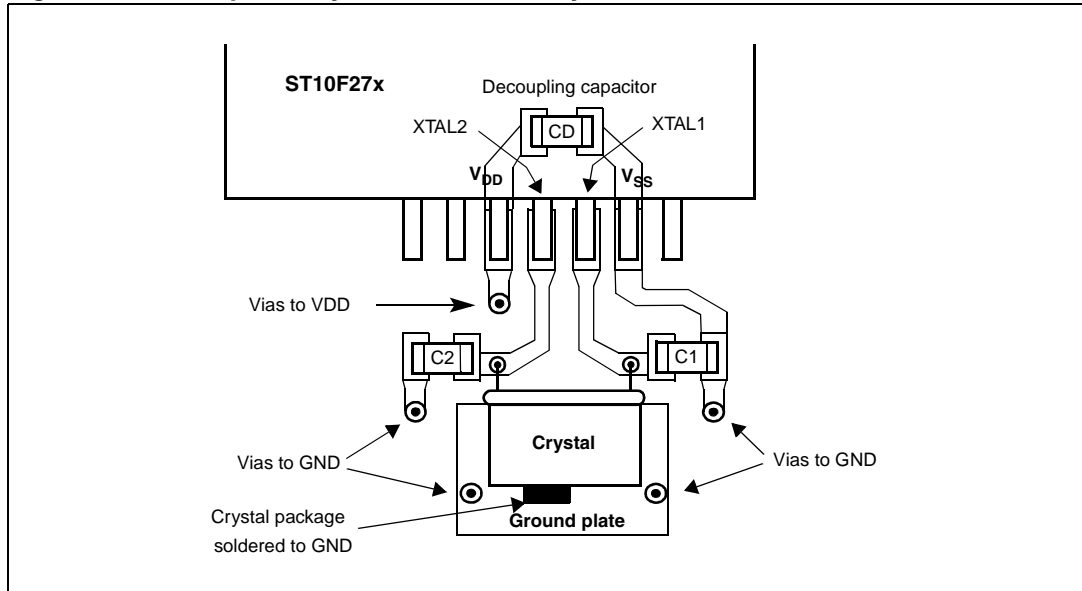 ST10F27x
Decoupling capacitor
XTAL2
CD
XTAL1
VDD
VSS
Vias to VDD
C2
C1
Crystal
Vias to GND
Vias to GND
Crystal package
soldered to GND
Ground plate